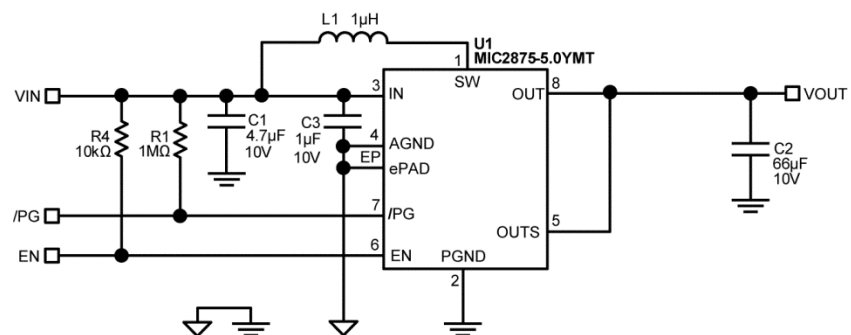 L1 1µH
U1
MIC2875-5.0YMT
1
SW
VIN
3
IN
OUT
8
VOUT
R4
10kΩ
R1
1MΩ
C1
4.7µF
10V
C3
1µF
10V
4
AGND
EP
ePAD
C2
66µF
10V
/PG
7
/PG
OUTS
5
EN
6
EN
PGND
2